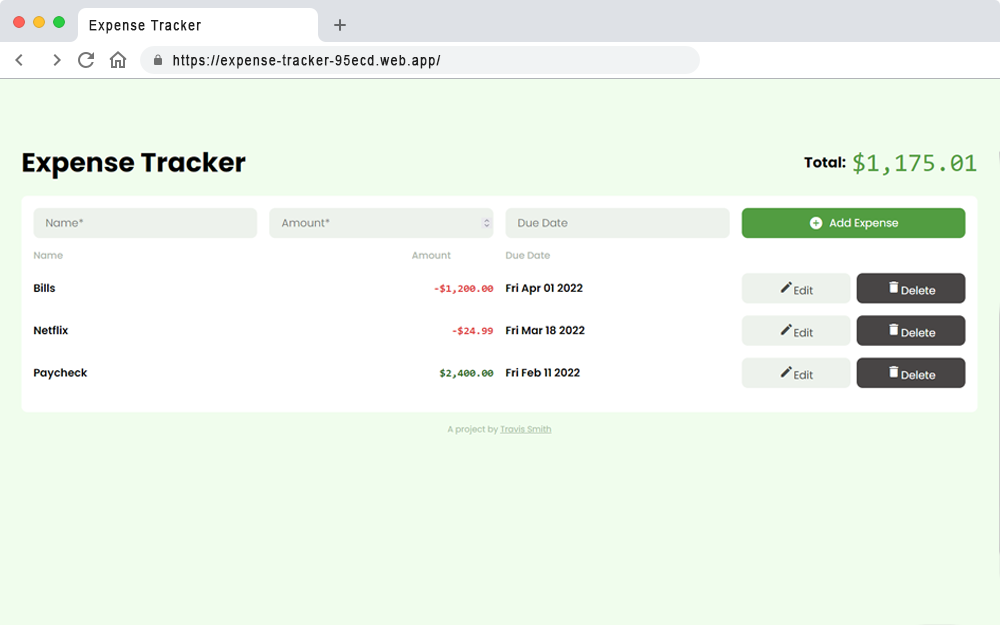 Expense Tracker
https://expense-tracker-95ecd.web.app/
Expense Tracker Total: $1,175.01
Name* Amount* Due Date Add Expense
Name Amount Due Date
Bills -$1,200.00 Fri Apr 01 2022 Edit Delete
Netflix -$24.99 Fri Mar 18 2022 Edit Delete
Paycheck $2,400.00 Fri Feb 11 2022 Edit Delete
A project by Travis Smith